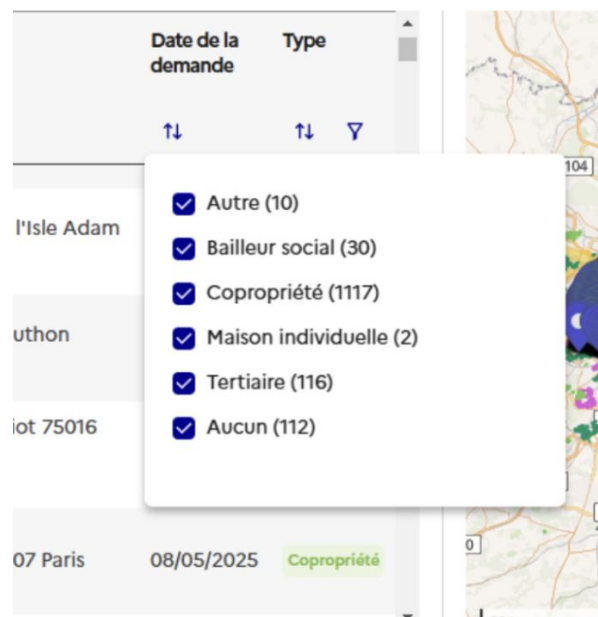 Date de la
demande
Type
104
Autre (10)
Bailleur social (30)
Copropriété (1117)
Maison individuelle (2)
Tertiaire (116)
Aucun (112)
l'Isle Adam
uthon
iot 75016
07 Paris
08/05/2025
Copropriété
0